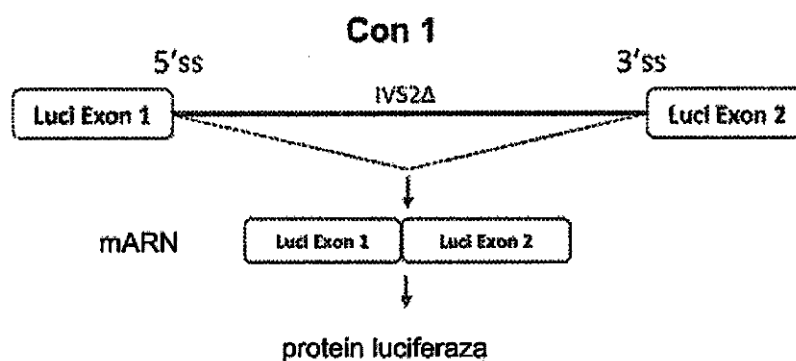 Con 1
5'ss 3'ss
IVS2Δ
Luci Exon 1 Luci Exon 2
mARN Luci Exon 1 Luci Exon 2
protein luciferaza